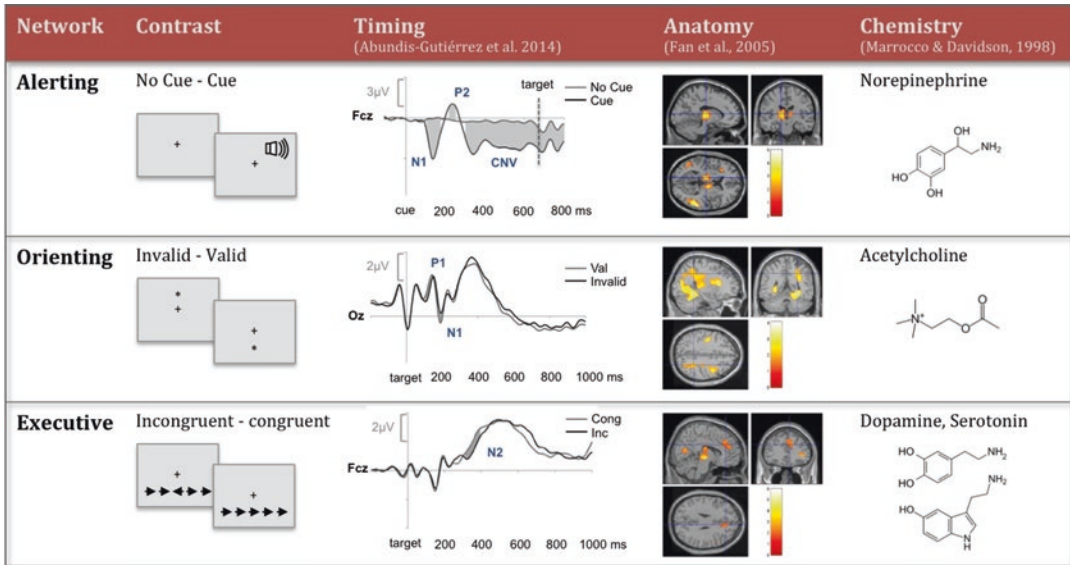 Network Contrast Timing Anatomy Chemistry
(Abundis-Gutiérrez et al. 2014) (Fan et al., 2005) (Marrocco & Davidson, 1998)
Alerting No Cue - Cue Norepinephrine
+
+
3μV
P2
target
No Cue
Cue
Fcz
N1
CNV
cue 200 400 600 800 ms
OH
NH2
HO
HO
OH
Orienting Invalid - Valid Acetylcholine
*
+
+
*
2μV
P1
Val
Invalid
Oz
N1
target 200 400 600 800 1000 ms
O
N+
O
Executive Incongruent - congruent Dopamine, Serotonin
+
+
2μV
Cong
Inc
N2
Fcz
target 200 400 600 800 1000 ms
HO
NH2
HO
NH2
HO
N
H